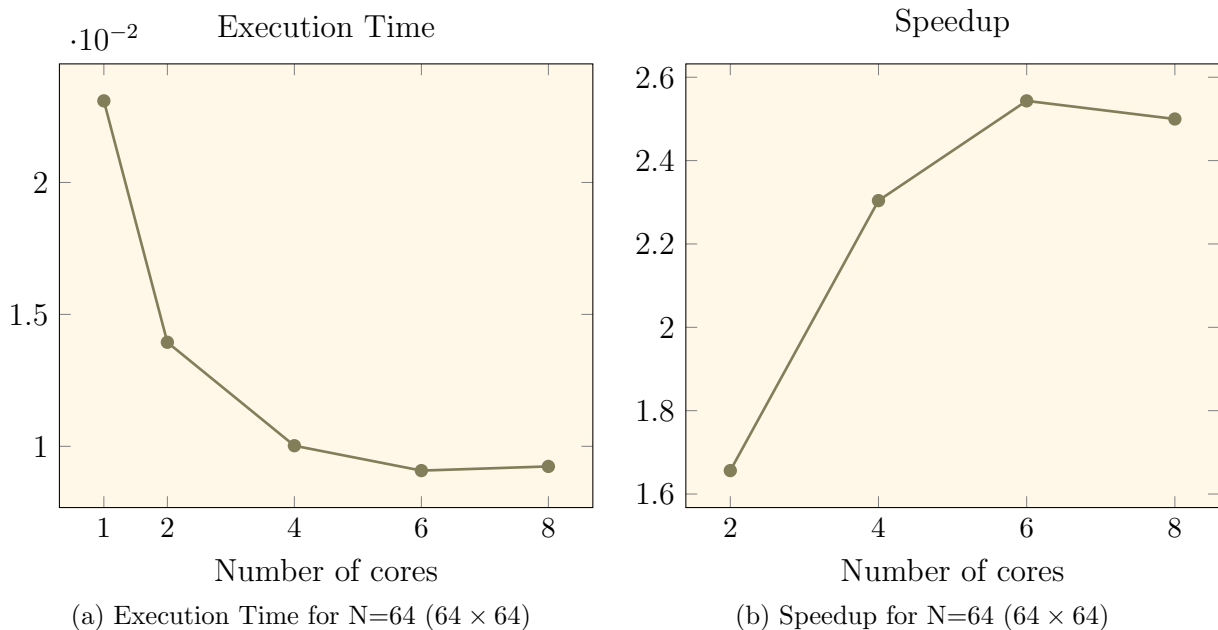 Execution Time
·10−2
2
1.5
1
1 2 4 6 8
Number of cores
(a) Execution Time for N=64 (64 × 64)
Speedup
2.6
2.4
2.2
2
1.8
1.6
2 4 6 8
Number of cores
(b) Speedup for N=64 (64 × 64)